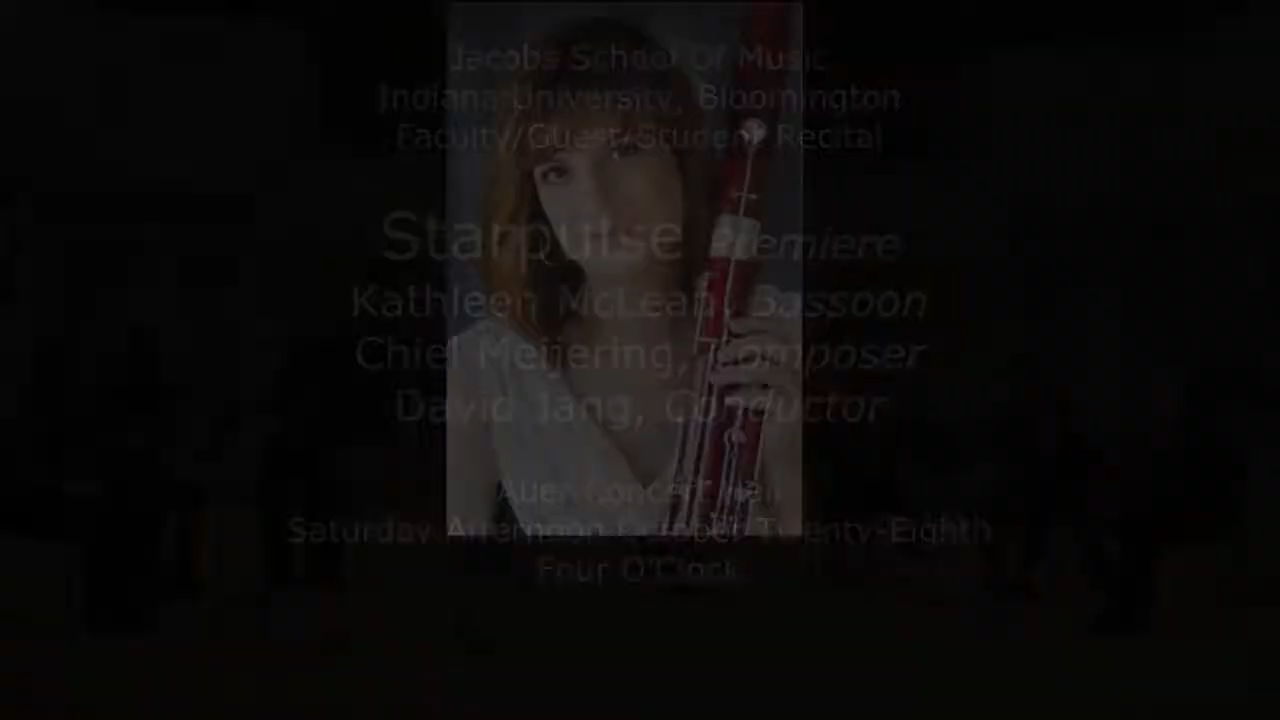 Jacobs School Of Music
Indiana University, Bloomington
Faculty/Guest/Student Recital
Starpulse Premiere
Kathleen McLean, Bassoon
Chiel Meijering, Composer
David Jang, Conductor
Auer Concert Hall
Saturday Afternoon October Twenty-Eighth
Four O'Clock